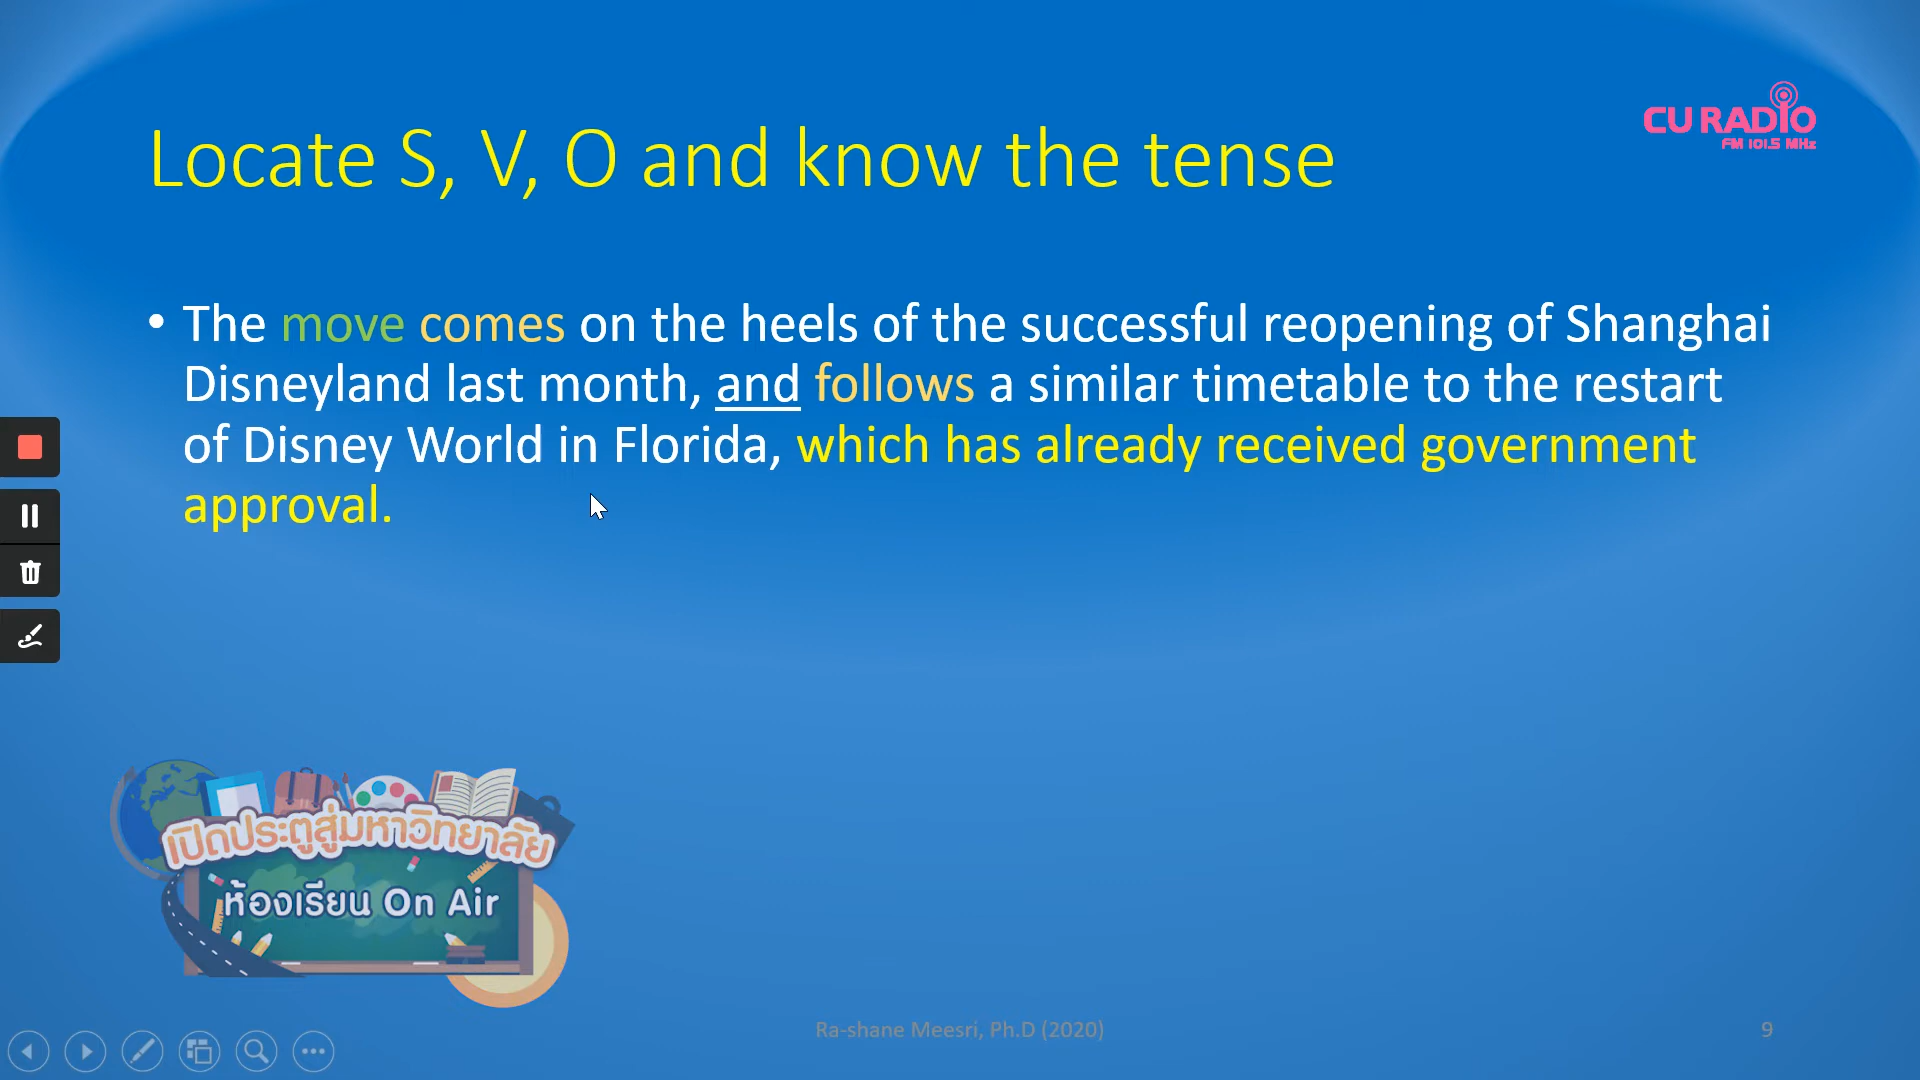 CU RADIO
FM 101.5 MHz
Locate S, V, O and know the tense
• The move comes on the heels of the successful reopening of Shanghai
Disneyland last month, and follows a similar timetable to the restart
of Disney World in Florida, which has already received government
approval.
เปิดประตูสู่มหาวิทยาลัย
ห้องเรียน On Air
Ra-shane Meesri, Ph.D (2020)
9